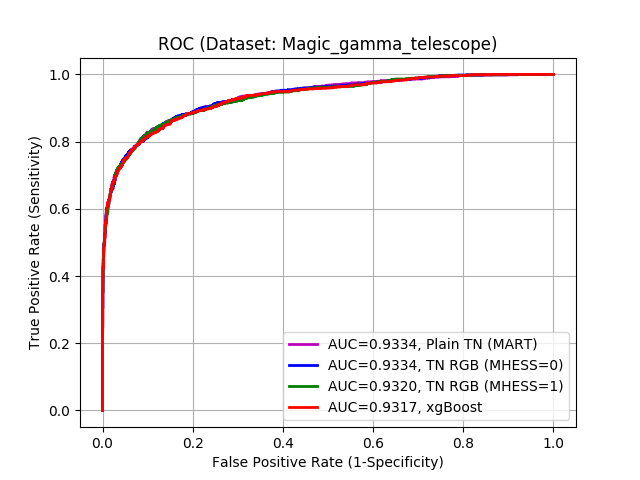 ROC (Dataset: Magic_gamma_telescope)
True Positive Rate (Sensitivity)
1.0
0.8
0.6
0.4
0.2
0.0
AUC=0.9334, Plain TN (MART)
AUC=0.9334, TN RGB (MHESS=0)
AUC=0.9320, TN RGB (MHESS=1)
AUC=0.9317, xgBoost
0.0 0.2 0.4 0.6 0.8 1.0
False Positive Rate (1-Specificity)